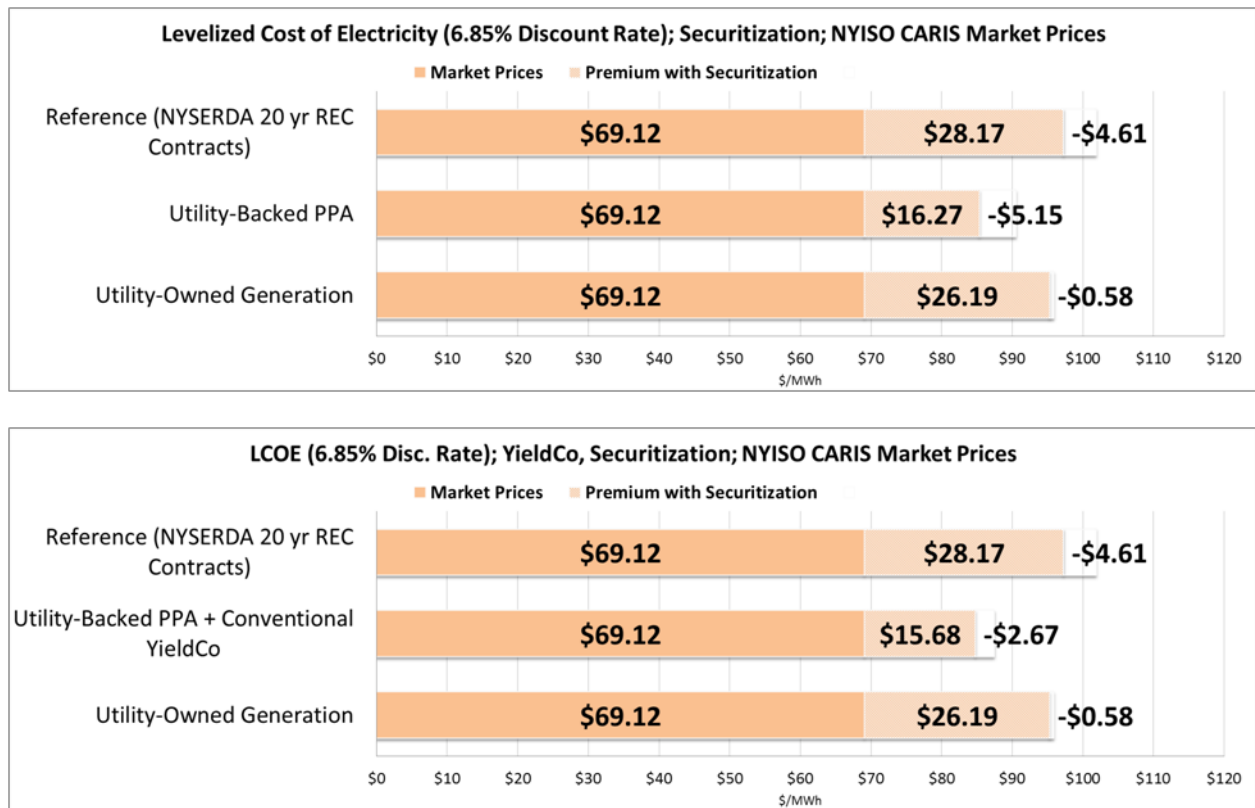 Levelized Cost of Electricity (6.85% Discount Rate); Securitization; NYISO CARIS Market Prices
Market Prices Premium with Securitization
Reference (NYSERDA 20 yr REC
Contracts)
$69.12 $28.17 -$4.61
Utility-Backed PPA $69.12 $16.27 -$5.15
Utility-Owned Generation $69.12 $26.19 -$0.58
$0 $10 $20 $30 $40 $50 $60 $70 $80 $90 $100 $110 $120
$/MWh
LCOE (6.85% Disc. Rate); YieldCo, Securitization; NYISO CARIS Market Prices
Market Prices Premium with Securitization
Reference (NYSERDA 20 yr REC
Contracts)
$69.12 $28.17 -$4.61
Utility-Backed PPA + Conventional
YieldCo
$69.12 $15.68 -$2.67
Utility-Owned Generation $69.12 $26.19 -$0.58
$0 $10 $20 $30 $40 $50 $60 $70 $80 $90 $100 $110 $120
$/MWh